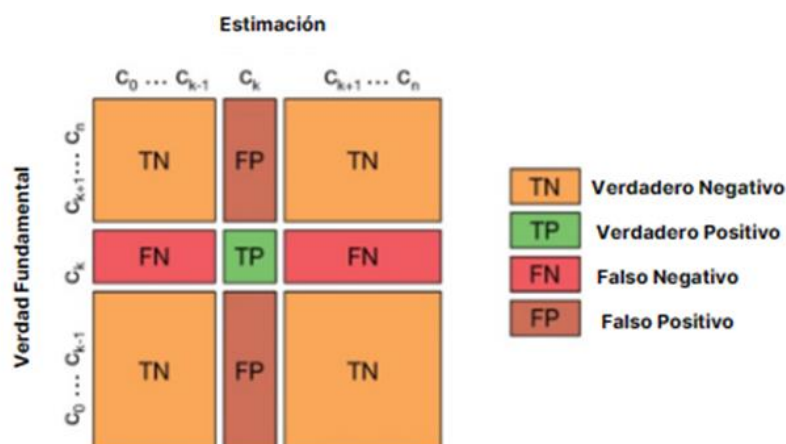 Estimación
C0 ... Ck-1 Ck Ck+1 ... Cn
Verdad Fundamental
Ck+1 ... Cn
TN FP TN
Ck
FN TP FN
C0 ... Ck-1
TN FP TN
TN Verdadero Negativo
TP Verdadero Positivo
FN Falso Negativo
FP Falso Positivo